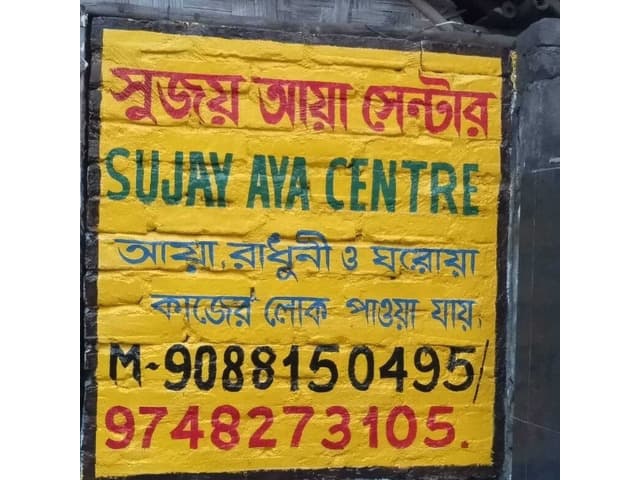 সুজয় আয়া সেন্টার
SUJAY AYA CENTRE
আয়া, রাধুনী ও ঘরোয়া
কাজের লোক পাওয়া যায়,
M-9088150495/
9748273105.